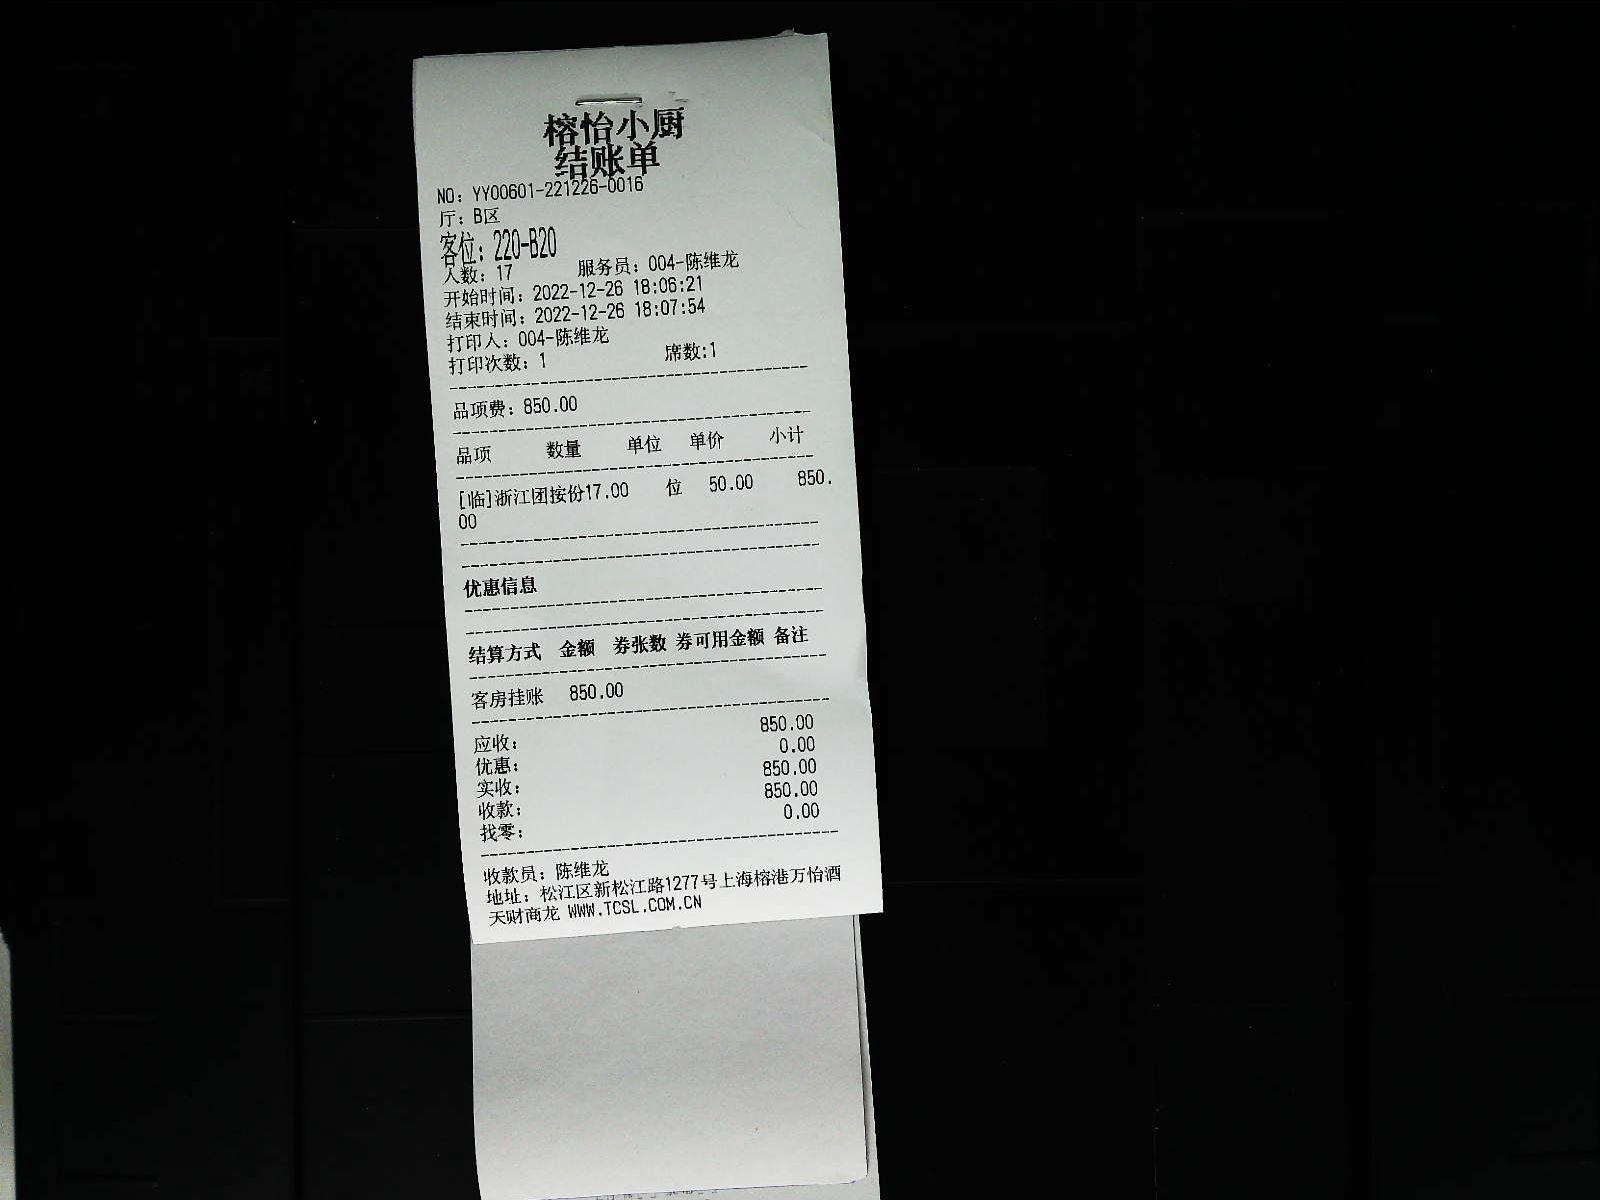 榕怡小厨
结账单
NO: YY00601-221226-0016
厅: B区
客位: 220-B20
人数: 17 服务员: 004-陈维龙
开始时间: 2022-12-26 18:06:21
结束时间: 2022-12-26 18:07:54
打印人: 004-陈维龙
打印次数: 1 席数:1
品项费: 850.00
品项 数量 单位 单价 小计
[临]浙江团按份17.00 位 50.00 850.
00
优惠信息
结算方式 金额 券张数 券可用金额 备注
客房挂账 850.00
应收: 850.00
优惠: 0.00
实收: 850.00
收款: 850.00
找零: 0.00
收款员: 陈维龙
地址: 松江区新松江路1277号上海榕港万怡酒
天财商龙 WWW.TCSL.COM.CN